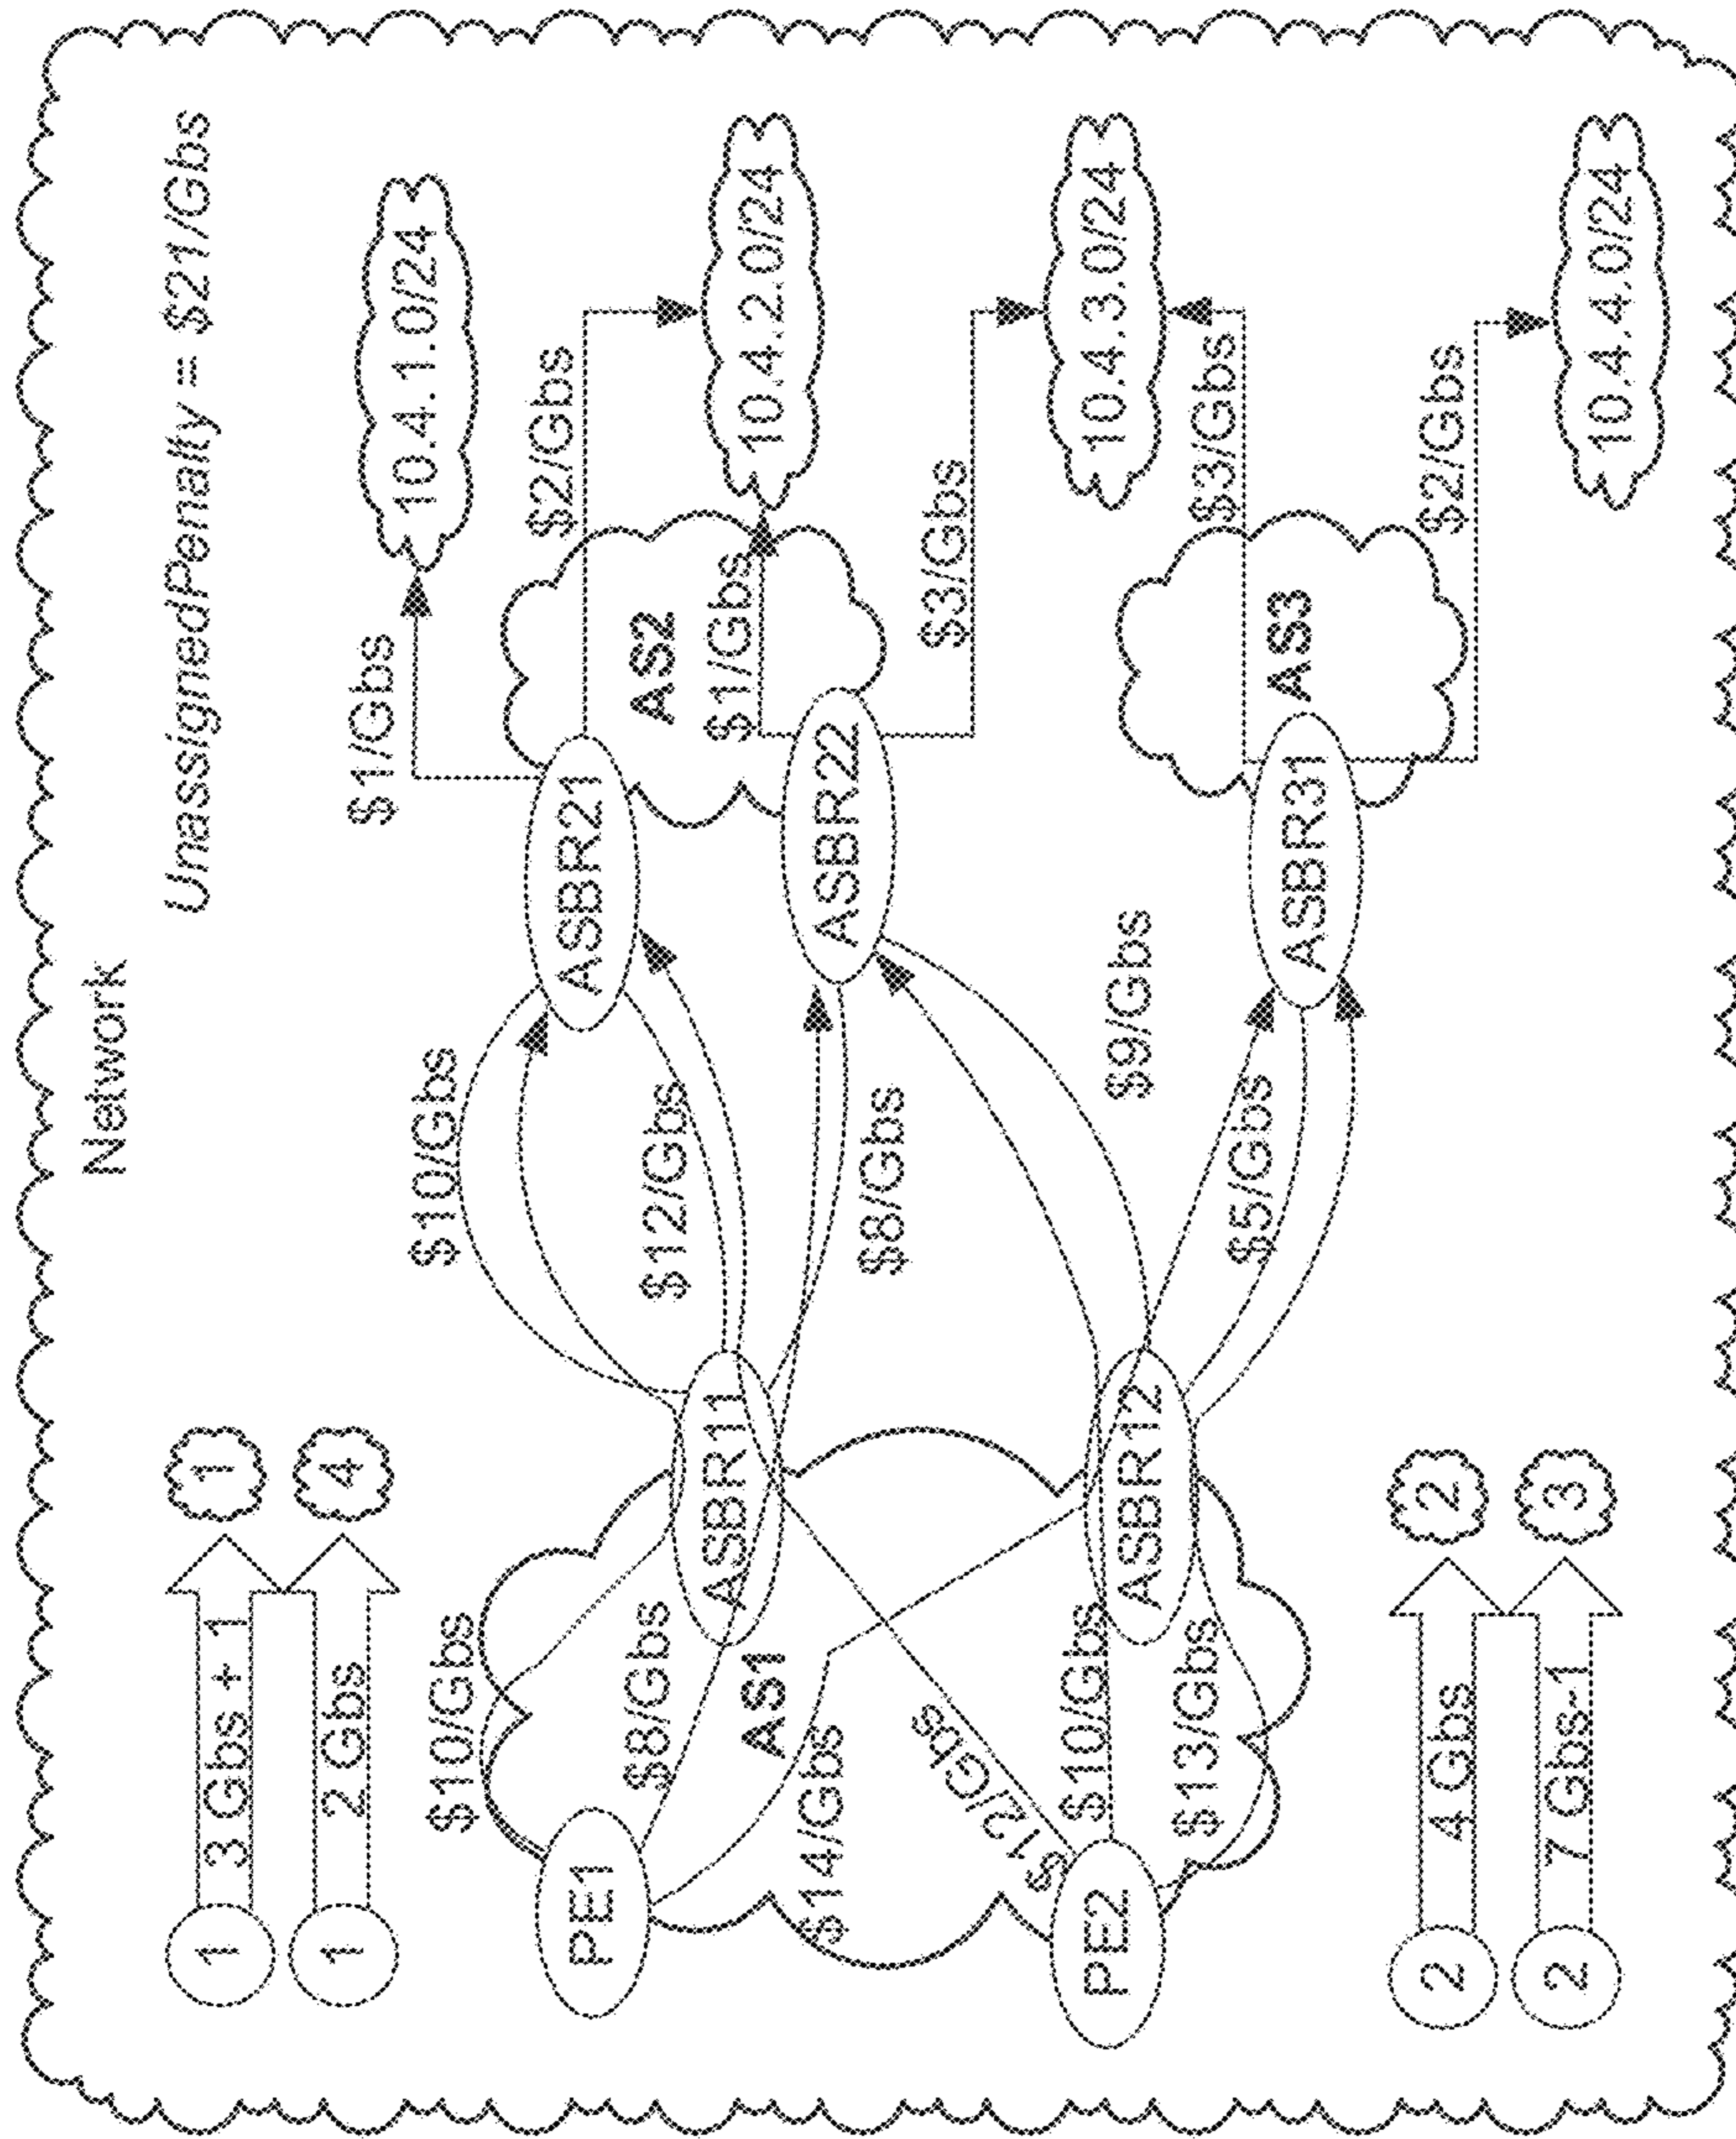 Network
UnassignedPenalty = $21/Gbs
1
3 Gbs + 1
1
1
2 Gbs
4
$10/Gbs
$10/Gbs
$1/Gbs
10.4.1.0/24
PE1
$8/Gbs
ASBR11
$12/Gbs
ASBR21
$2/Gbs
AS1
AS2
$14/Gbs
$8/Gbs
ASBR22
$1/Gbs
10.4.2.0/24
$3/Gbs
$12/Gbs
10.4.3.0/24
PE2
$10/Gbs
ASBR12
$9/Gbs
$13/Gbs
$5/Gbs
ASBR31
AS3
$3/Gbs
$2/Gbs
2
4 Gbs
2
2
7 Gbs-1
3
10.4.4.0/24